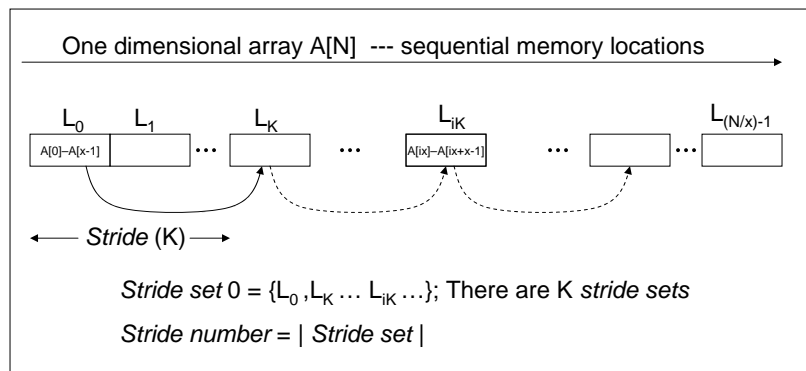 One dimensional array A[N] --- sequential memory locations
L0 L1 LK LiK L(N/x)-1
A[0]–A[x-1] ... ... A[ix]–A[ix+x-1] ... ...
Stride (K)
Stride set 0 = {L0 ,LK … LiK …}; There are K stride sets
Stride number = | Stride set |